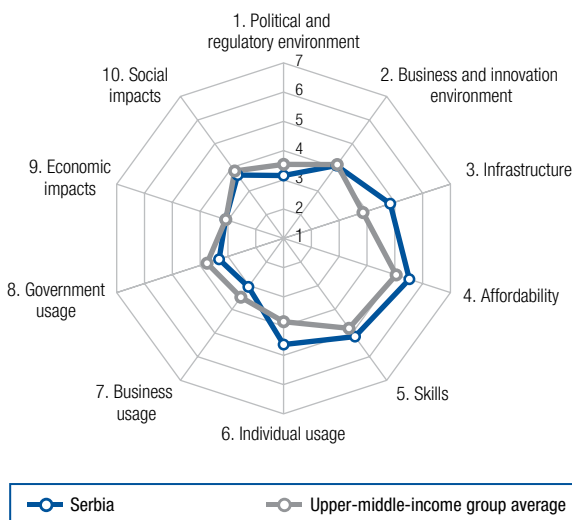 1. Political and
regulatory environment
2. Business and innovation
environment
3. Infrastructure
4. Affordability
5. Skills
6. Individual usage
7. Business
usage
8. Government
usage
9. Economic
impacts
10. Social
impacts
7
6
5
4
3
2
1
Serbia
Upper-middle-income group average